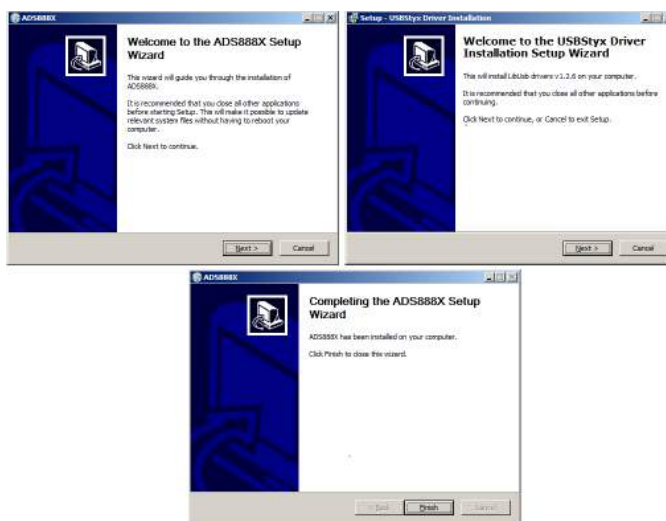 ADS888X
Welcome to the ADS888X Setup
Wizard
This wizard will guide you through the installation of
ADS888X.
It is recommended that you close all other applications
before starting Setup. This will make it possible to update
relevant system files without having to reboot your
computer.
Click Next to continue.
Next >
Cancel
Setup - USBStyx Driver Installation
Welcome to the USBStyx Driver
Installation Setup Wizard
This will install LibUsb drivers v1.2.6 on your computer.
It is recommended that you close all other applications before
continuing.
Click Next to continue, or Cancel to exit Setup.
Next >
Cancel
ADS888X
Completing the ADS888X Setup
Wizard
ADS888X has been installed on your computer.
Click Finish to close this wizard.
< Back
Finish
Cancel